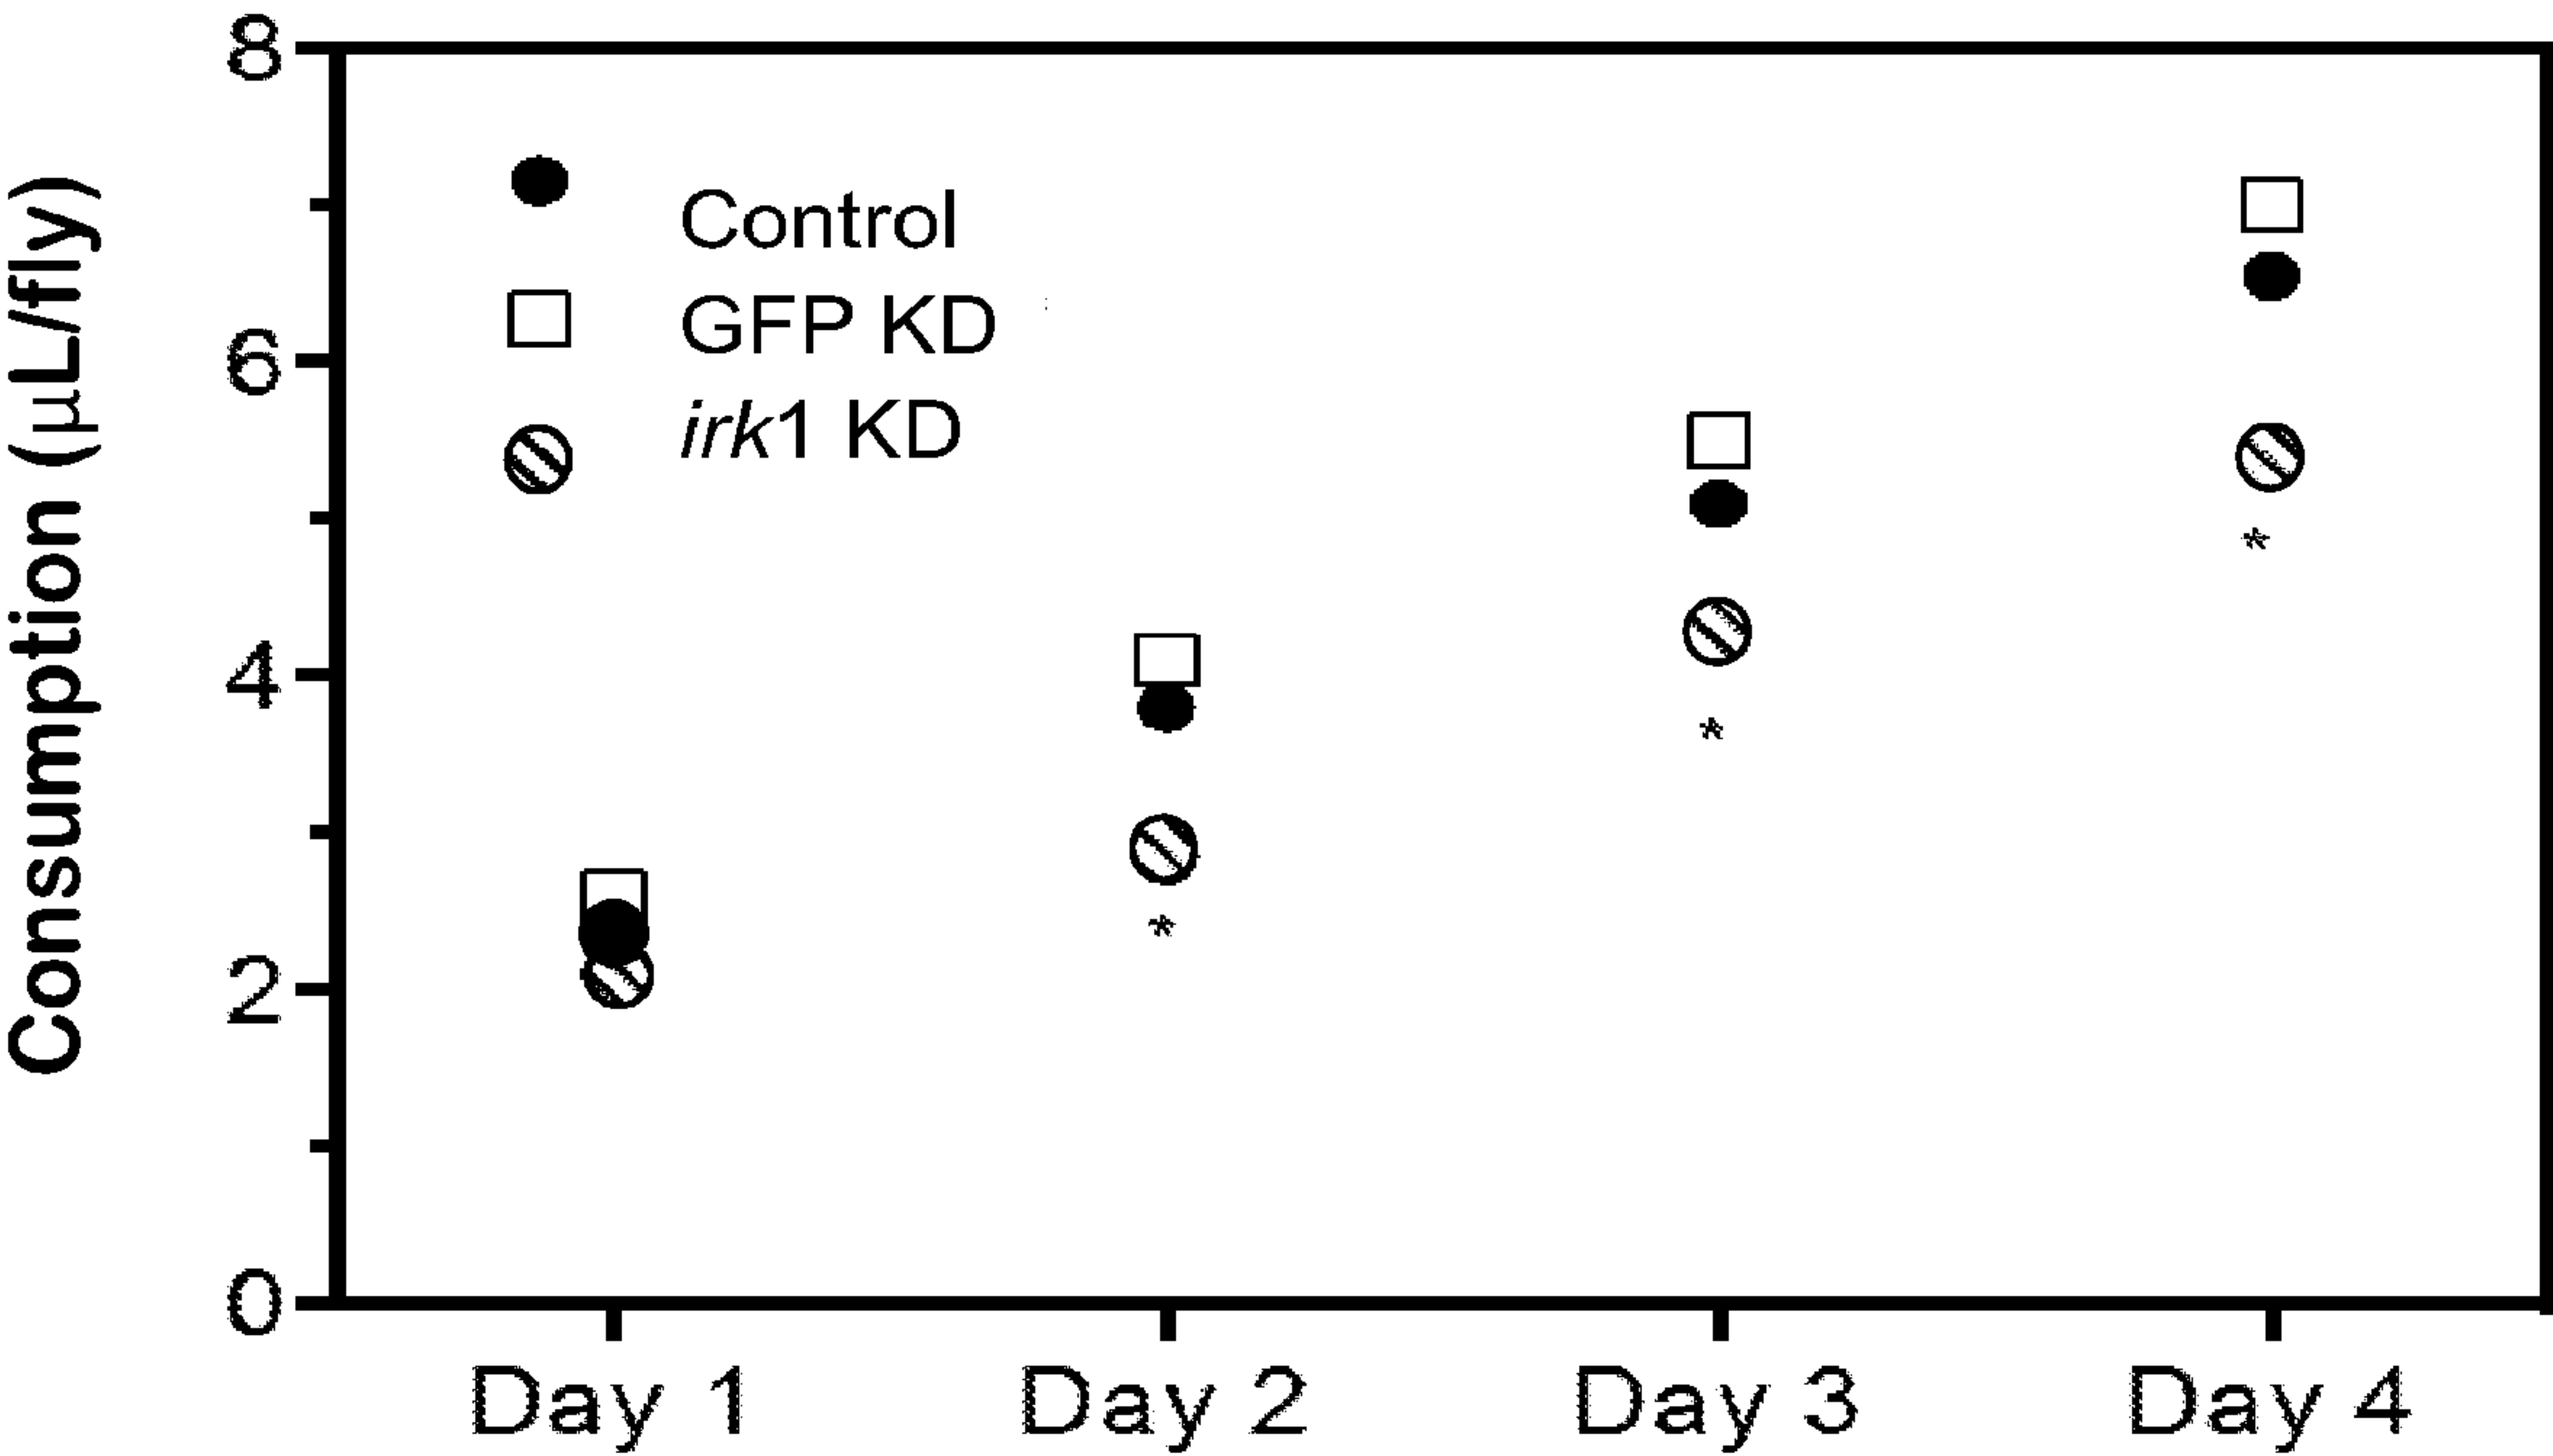 Consumption (µL/fly)
8
6
4
2
0
Control
GFP KD
irk1 KD
*
*
*
Day 1 Day 2 Day 3 Day 4